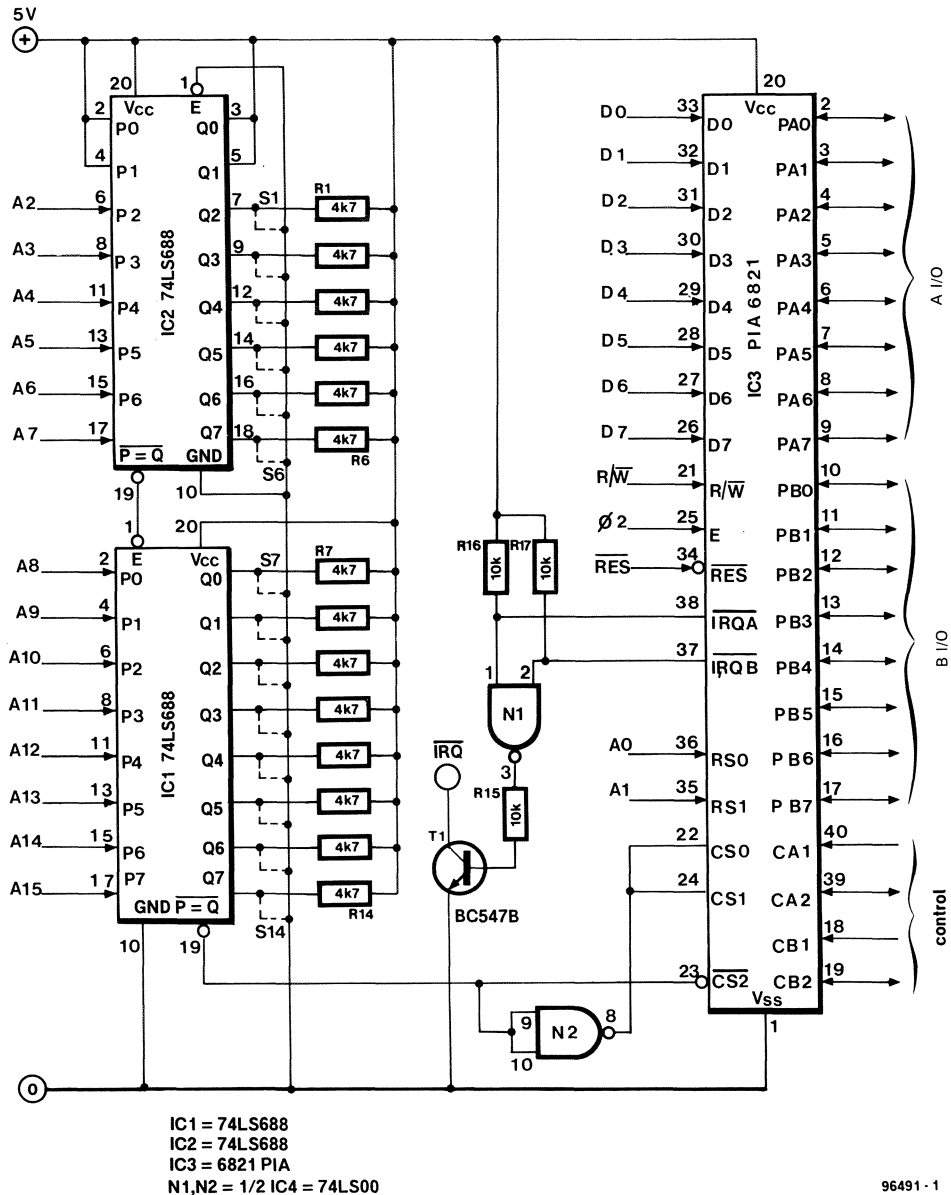 5V
+
20
1
Vcc
E
2
P0
Q0
3
4
P1
Q1
5
A2
6
P2
Q2
7
S1
R1
4k7
A3
8
P3
Q3
9
4k7
A4
11
P4
Q4
12
4k7
A5
13
P5
Q5
14
4k7
A6
15
P6
Q6
16
4k7
A7
17
P7
Q7
18
4k7
R6
S6
IC2 74LS688
P=Q
GND
19
10
1
20
E
Vcc
A8
2
P0
Q0
S7
R7
4k7
A9
4
P1
Q1
4k7
A10
6
P2
Q2
4k7
A11
8
P3
Q3
4k7
A12
11
P4
Q4
4k7
A13
13
P5
Q5
4k7
A14
15
P6
Q6
4k7
A15
17
P7
Q7
4k7
R14
S14
IC1 74LS688
GND
P=Q
10
19
R16
10k
R17
10k
1
2
N1
3
R15
10k
IRQ
T1
BC547B
9
10
N2
8
20
Vcc
D0
33
D0
PA0
2
D1
32
D1
PA1
3
D2
31
D2
PA2
4
D3
30
D3
PA3
5
D4
29
D4
PA4
6
D5
28
D5
PA5
7
D6
27
D6
PA6
8
D7
26
D7
PA7
9
R/W
21
R/W
PB0
10
Ø2
25
E
PB1
11
RES
34
RES
PB2
12
38
IRQA
PB3
13
37
IRQB
PB4
14
PB5
15
A0
36
RS0
PB6
16
A1
35
RS1
PB7
17
22
CS0
CA1
40
24
CS1
CA2
39
CB1
18
23
CS2
CB2
19
Vss
1
IC3 PIA 6821
A I/O
B I/O
control
0
IC1 = 74LS688
IC2 = 74LS688
IC3 = 6821 PIA
N1,N2 = 1/2 IC4 = 74LS00
96491 - 1